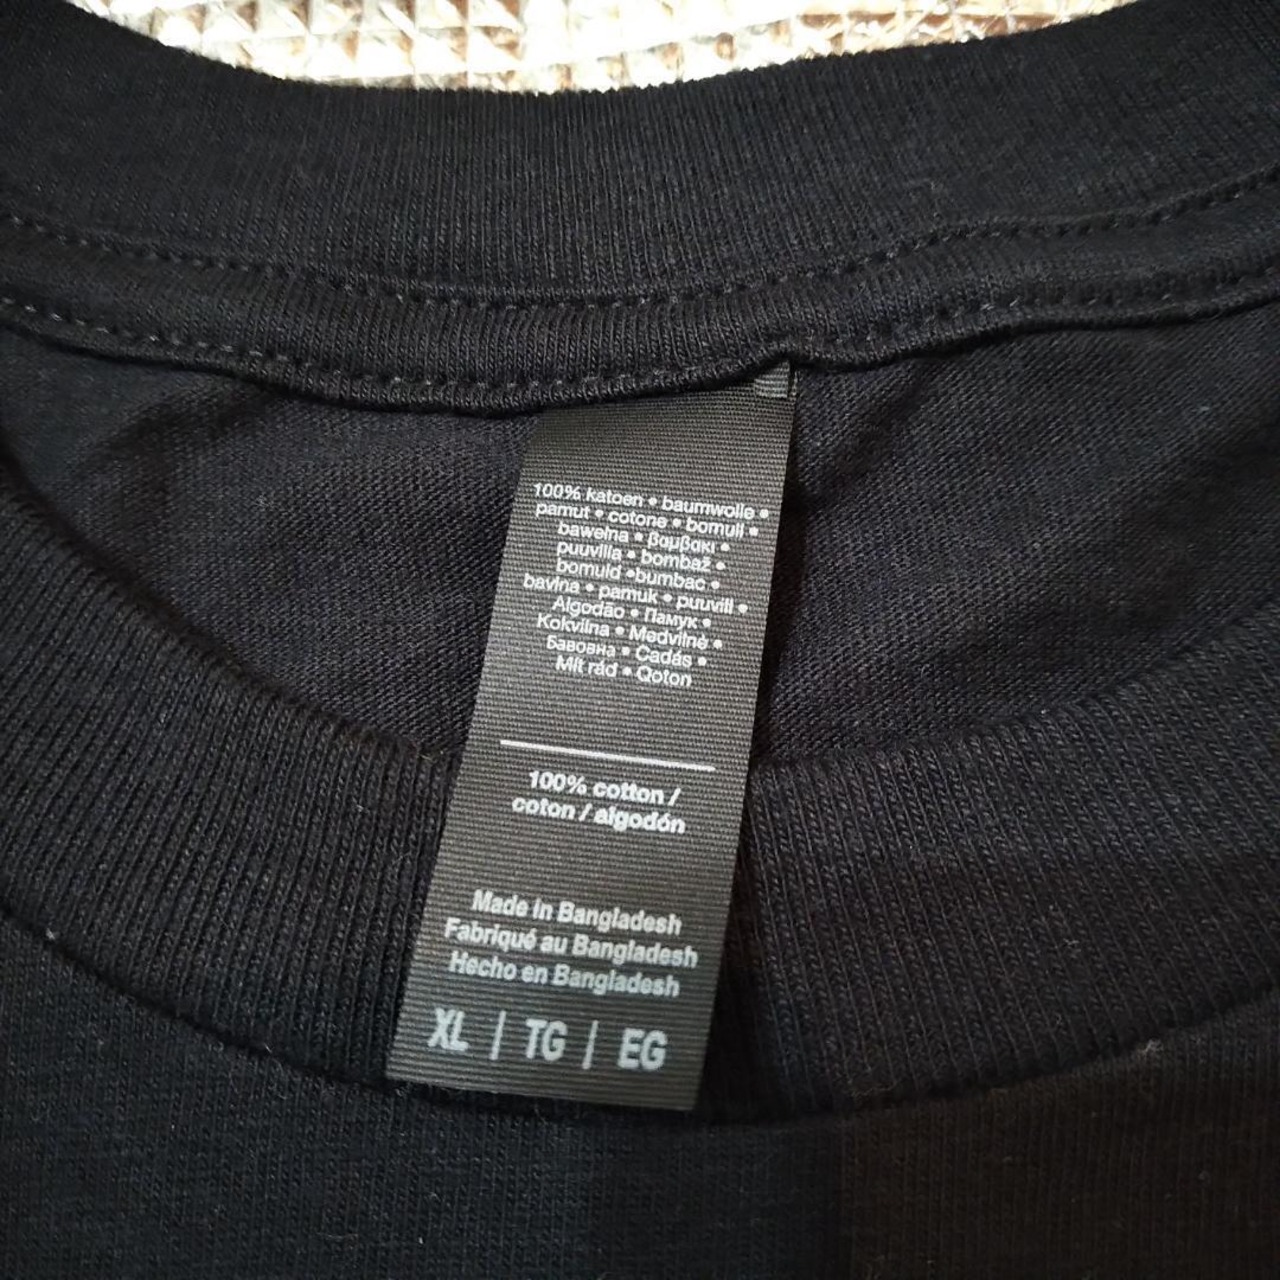 100% katoen • baumwolle •
pamut • cotone • bomuli •
bawełna • βαμβακι •
puuvilla • bombaž •
bomuld •bumbac •
bavlna • pamuk • puuvill •
Algodão • Памук •
Kokvilna • Medvilnė •
Бавовна • Cadás •
Mit rád • Qoton
100% cotton /
coton / algodón
Made in Bangladesh
Fabriqué au Bangladesh
Hecho en Bangladesh
XL | TG | EG